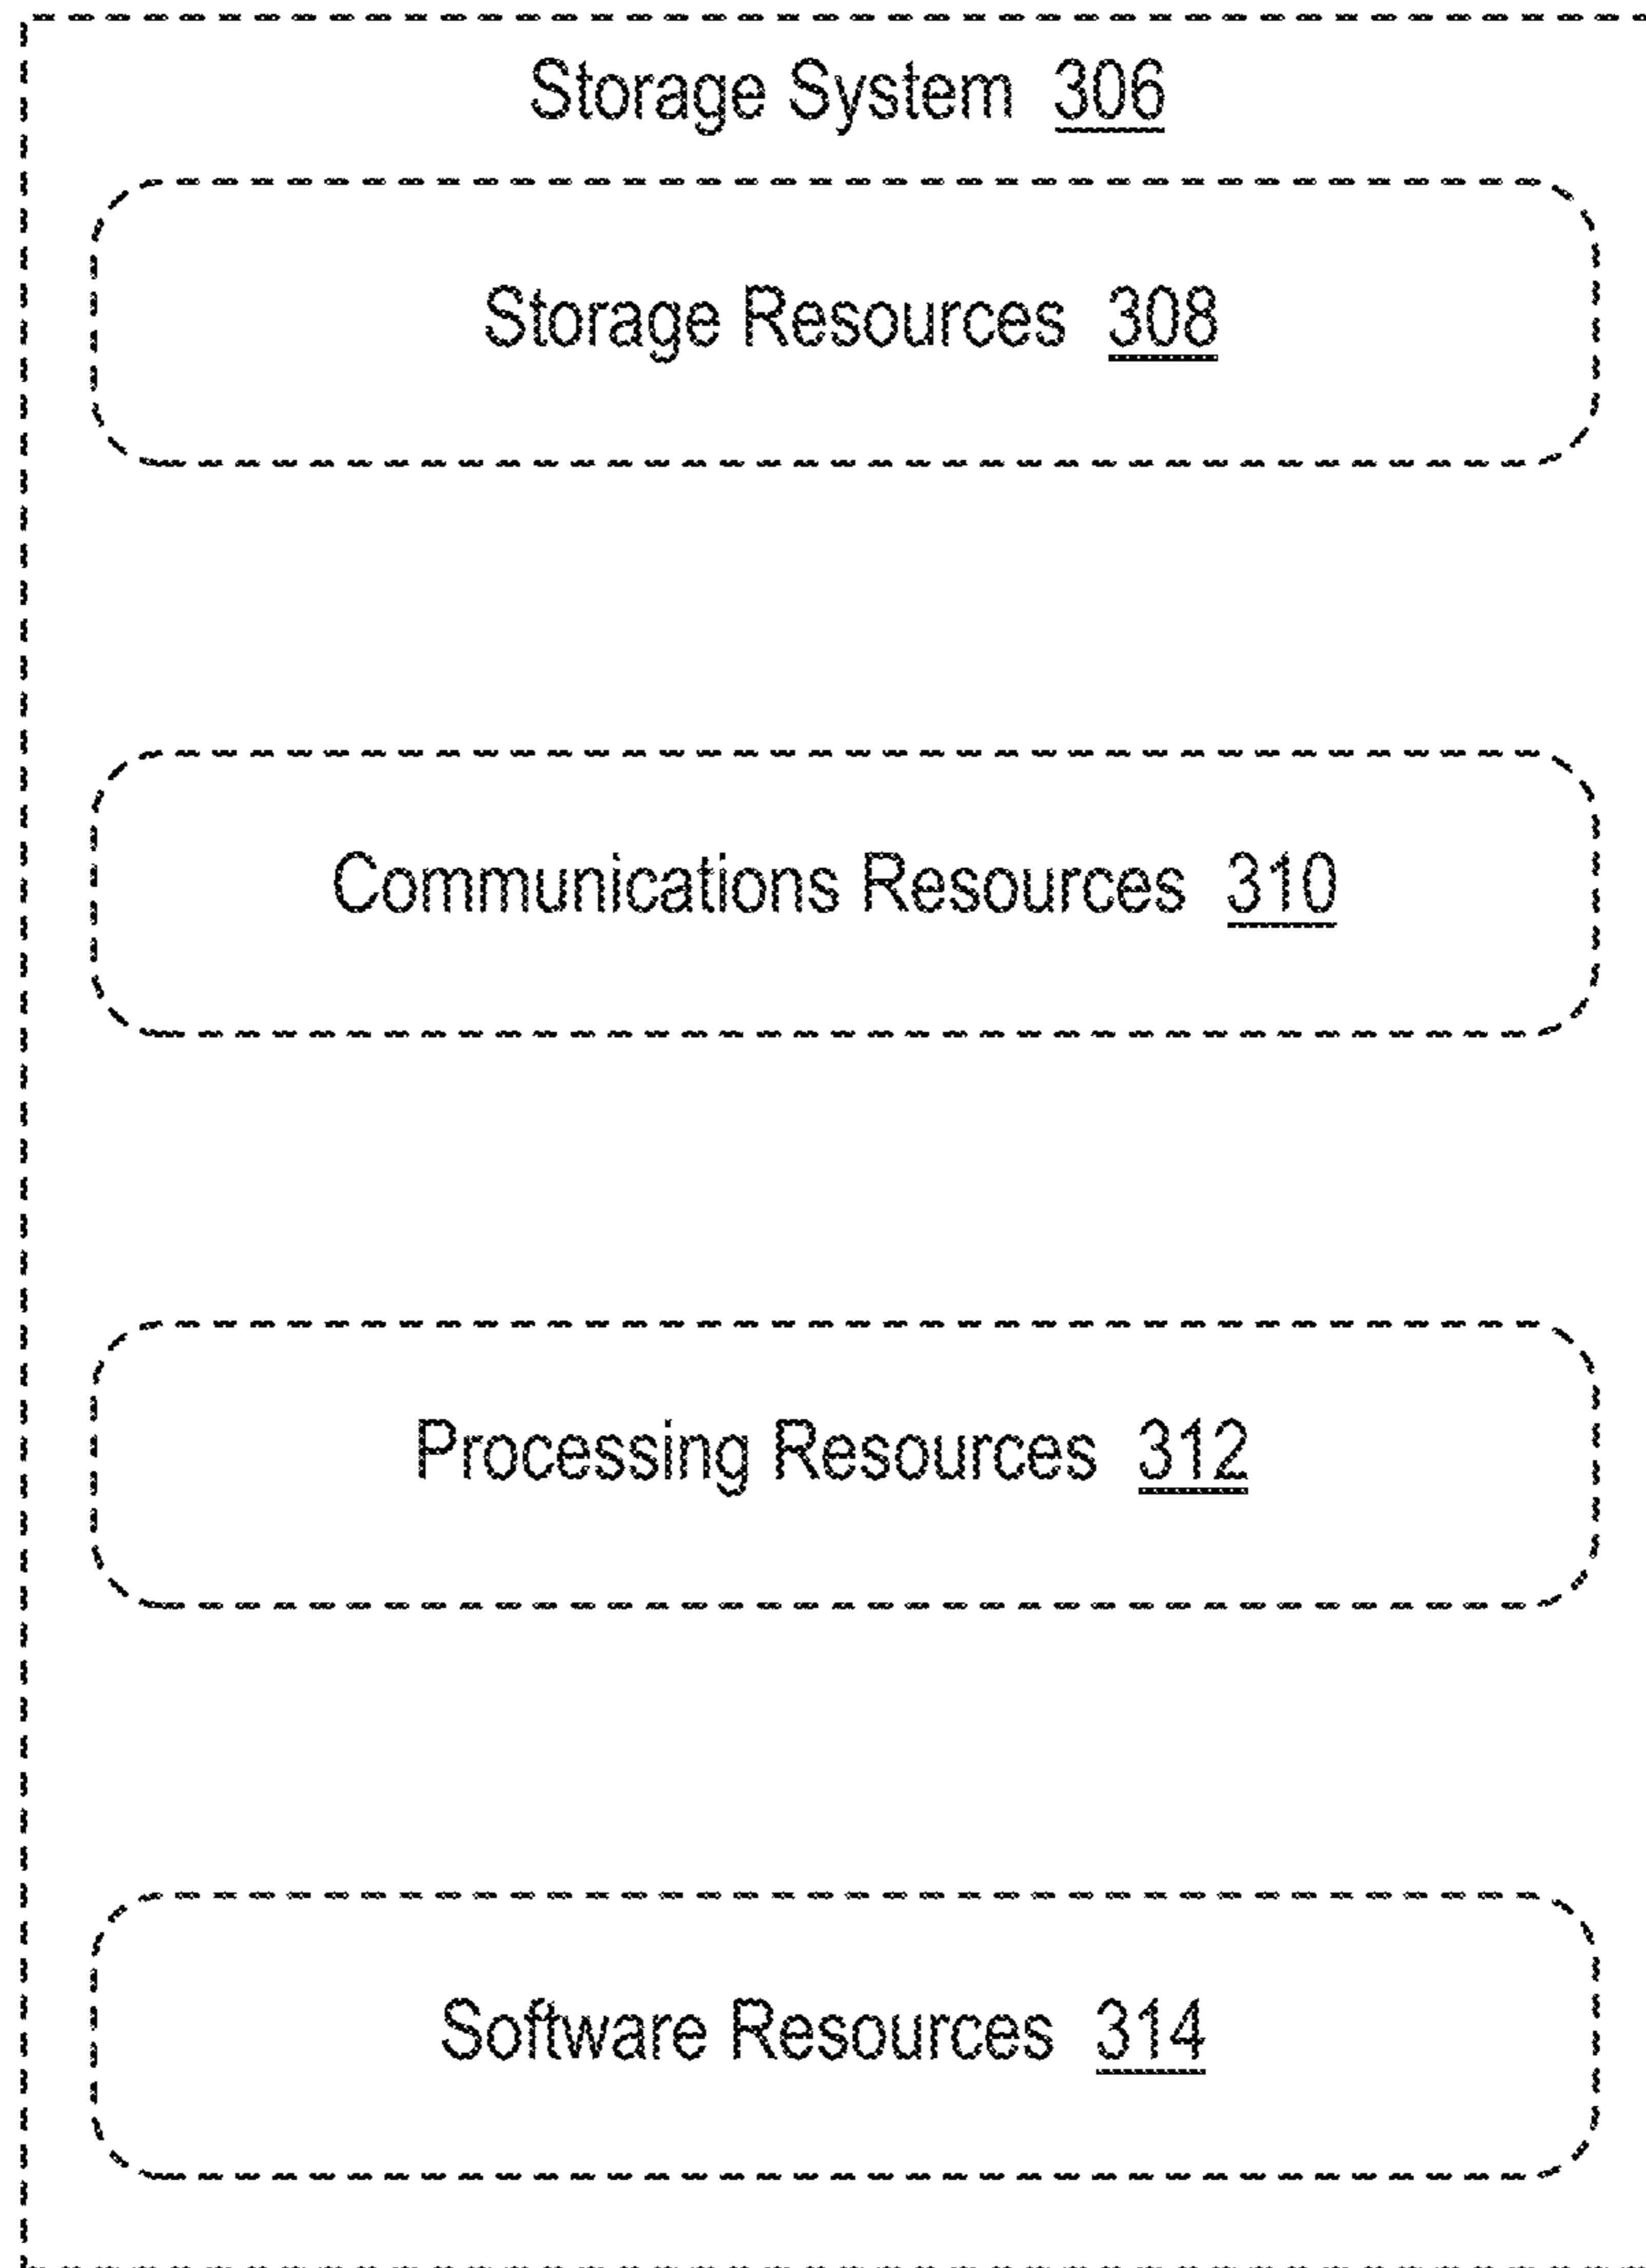 Storage System 306
Storage Resources 308
Communications Resources 310
Processing Resources 312
Software Resources 314